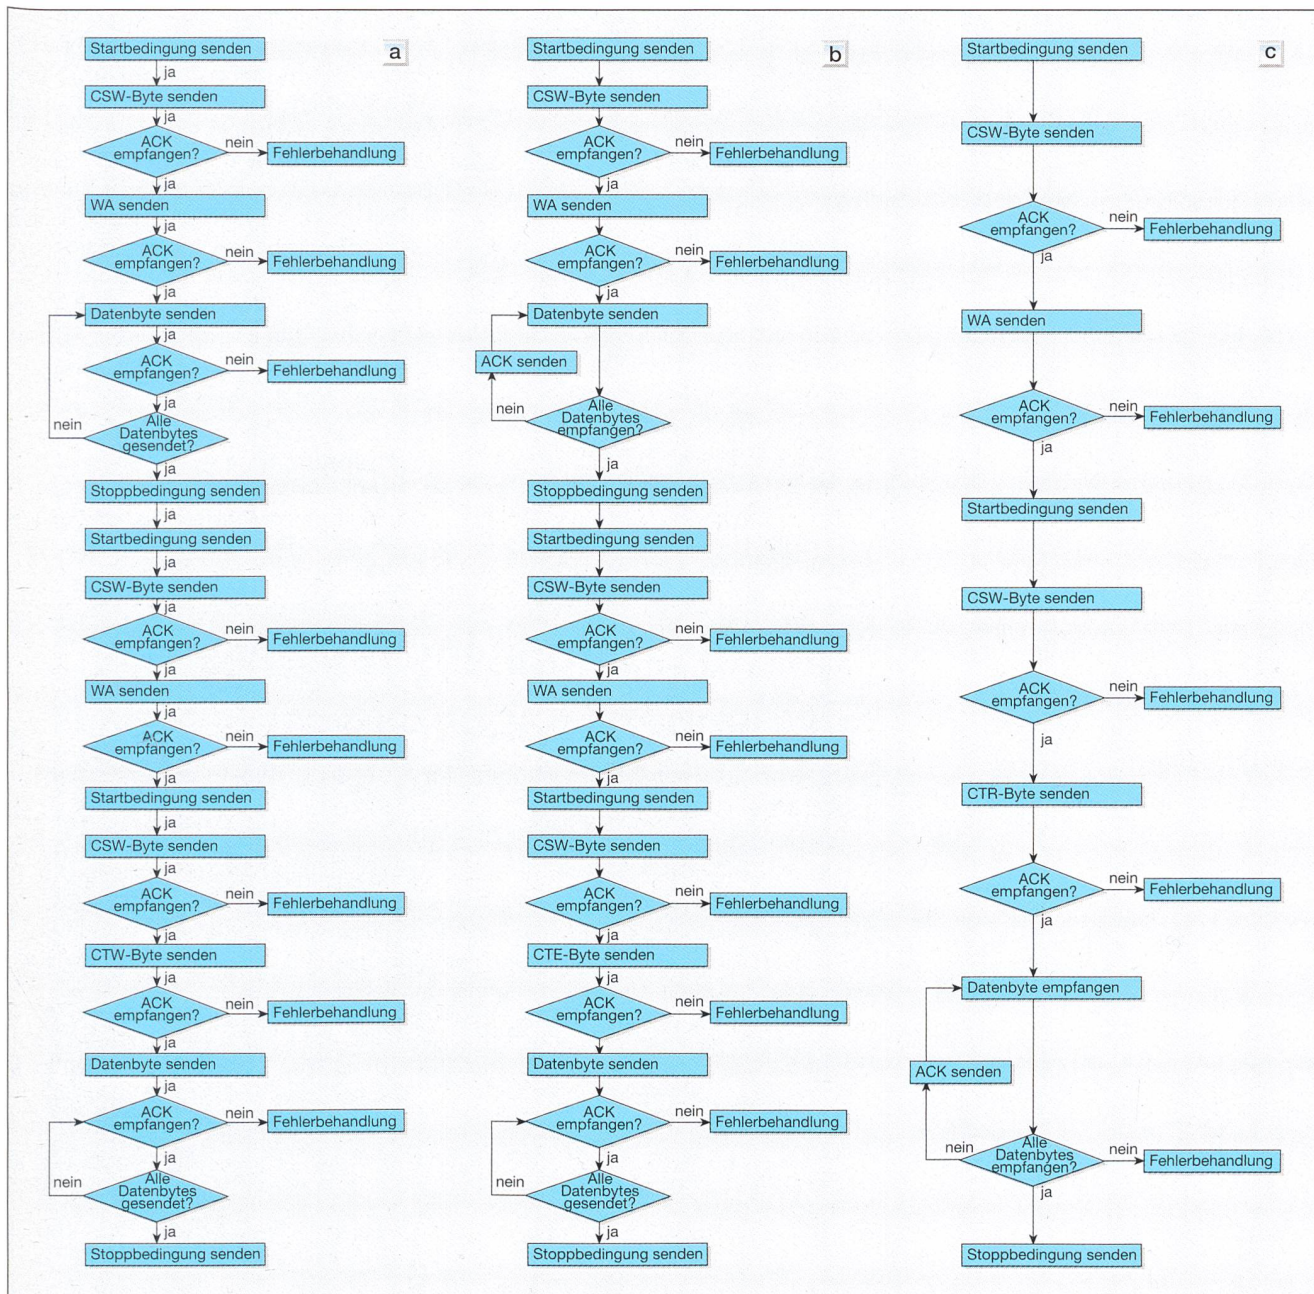 a
Startbedingung senden
ja
CSW-Byte senden
ja
ACK
empfangen?
nein
Fehlerbehandlung
ja
WA senden
ja
ACK
empfangen?
nein
Fehlerbehandlung
ja
Datenbyte senden
ja
ACK
empfangen?
nein
Fehlerbehandlung
ja
Alle
Datenbytes
gesendet?
nein
ja
Stoppbedingung senden
ja
Startbedingung senden
ja
CSW-Byte senden
ja
ACK
empfangen?
nein
Fehlerbehandlung
ja
WA senden
ja
ACK
empfangen?
nein
Fehlerbehandlung
ja
Startbedingung senden
ja
CSW-Byte senden
ja
ACK
empfangen?
nein
Fehlerbehandlung
ja
CTW-Byte senden
ja
ACK
empfangen?
nein
Fehlerbehandlung
ja
Datenbyte senden
ja
ACK
empfangen?
nein
Fehlerbehandlung
ja
Alle
Datenbytes
gesendet?
nein
ja
Stoppbedingung senden
b
Startbedingung senden
CSW-Byte senden
ACK
empfangen?
nein
Fehlerbehandlung
ja
WA senden
ACK
empfangen?
nein
Fehlerbehandlung
ja
Datenbyte senden
ACK senden
nein
Alle
Datenbytes
empfangen?
ja
Stoppbedingung senden
Startbedingung senden
CSW-Byte senden
ACK
empfangen?
nein
Fehlerbehandlung
ja
WA senden
ACK
empfangen?
nein
Fehlerbehandlung
ja
Startbedingung senden
CSW-Byte senden
ACK
empfangen?
nein
Fehlerbehandlung
ja
CTE-Byte senden
ACK
empfangen?
nein
Fehlerbehandlung
ja
Datenbyte senden
ACK
empfangen?
nein
Fehlerbehandlung
ja
Alle
Datenbytes
gesendet?
nein
ja
Stoppbedingung senden
c
Startbedingung senden
CSW-Byte senden
ACK
empfangen?
nein
Fehlerbehandlung
ja
WA senden
ACK
empfangen?
nein
Fehlerbehandlung
ja
Startbedingung senden
CSW-Byte senden
ACK
empfangen?
nein
Fehlerbehandlung
ja
CTR-Byte senden
ACK
empfangen?
nein
Fehlerbehandlung
ja
Datenbyte empfangen
ACK senden
nein
Alle
Datenbytes
empfangen?
nein
Fehlerbehandlung
ja
Stoppbedingung senden